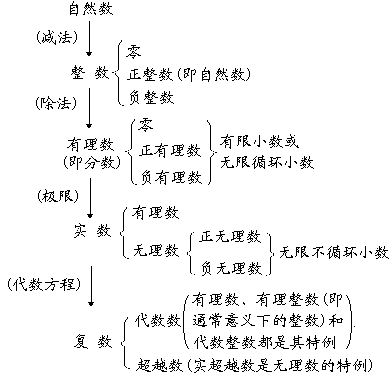 自然数
(减法)
零
整 数
正整数(即自然数)
负整数
(除法)
零
有理数
(即分数)
正有理数
负有理数
有限小数或
无限循环小数
(极限)
有理数
实 数
无理数
正无理数
负无理数
无限不循环小数
(代数方程)
有理数、有理整数(即
代数数
通常意义下的整数)和
代数整数都是其特例
复 数
超越数(实超越数是无理数的特例)